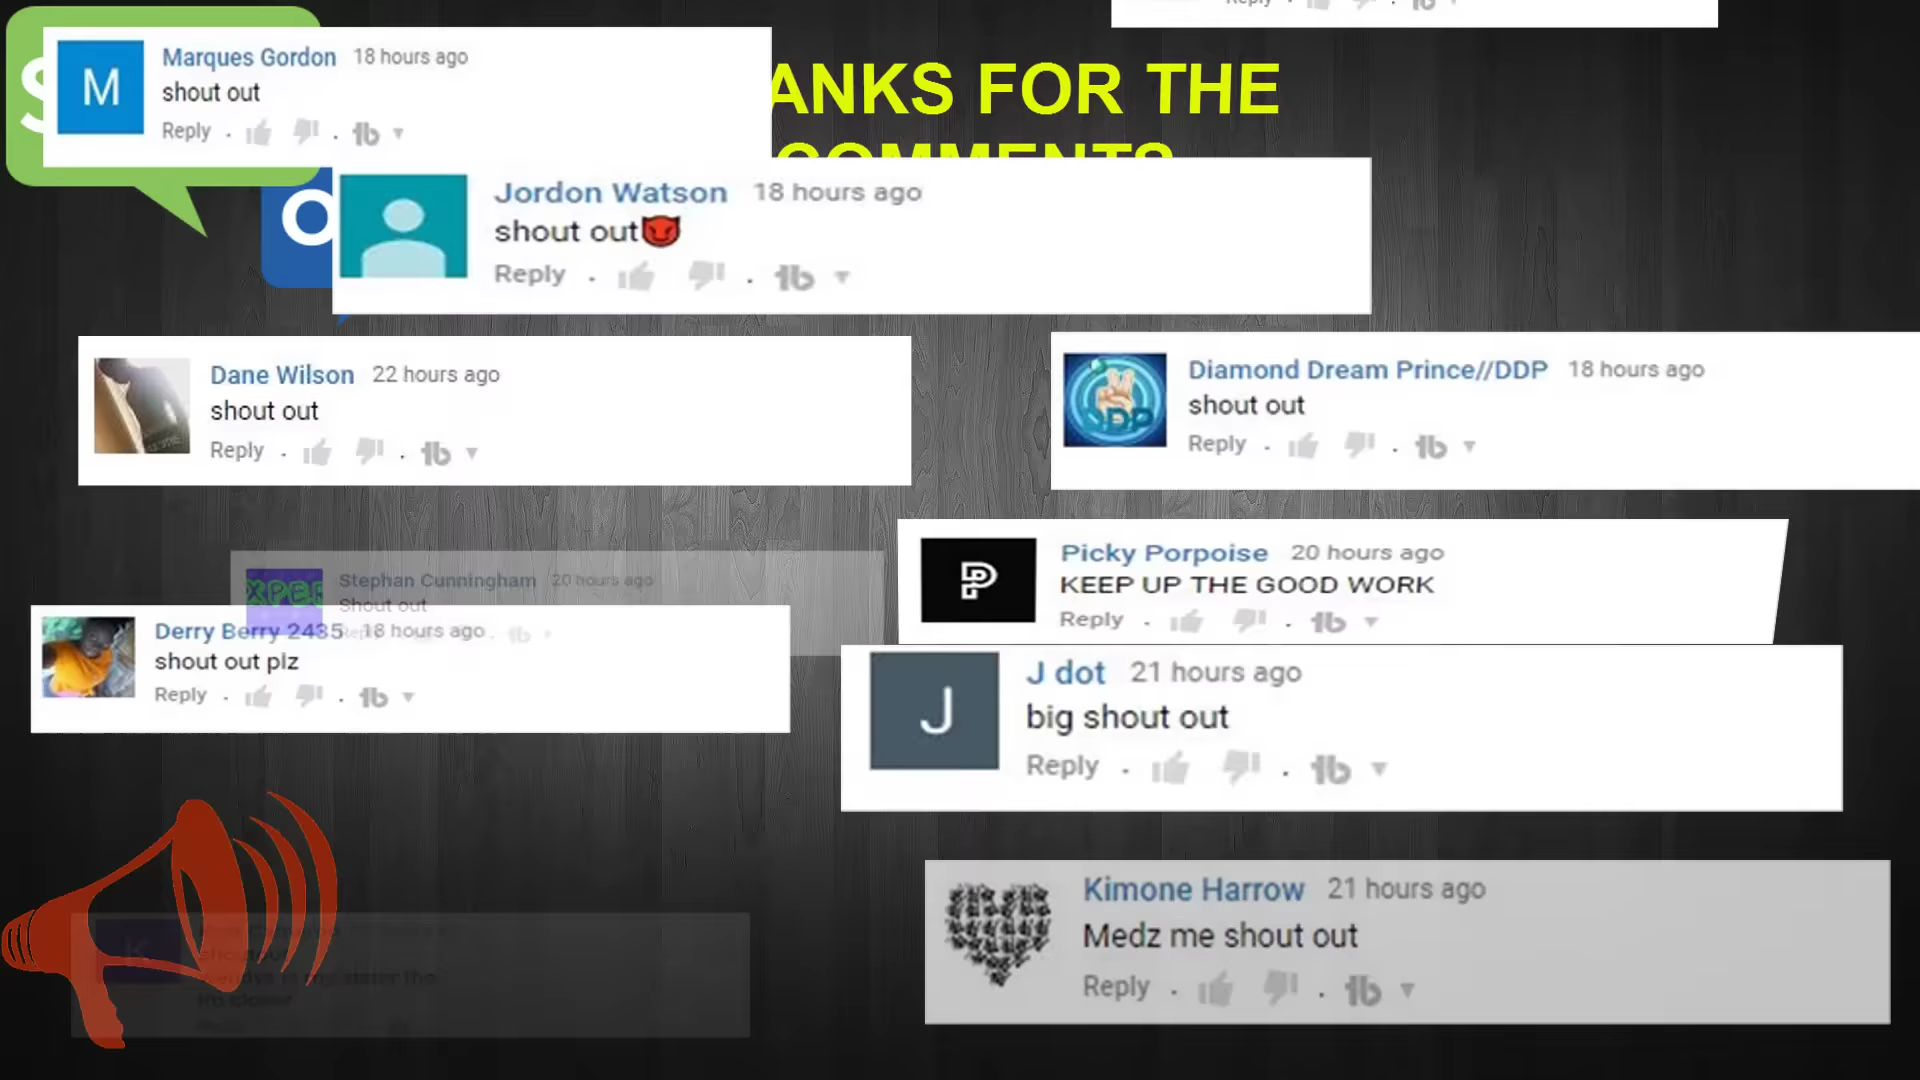 Reply
S
Marques Gordon 18 hours ago
shout out
Reply
M
ANKS FOR THE
COMMENTS
O
Jordon Watson 18 hours ago
shout out😈
Reply
Dane Wilson 22 hours ago
shout out
Reply
Diamond Dream Prince//DDP 18 hours ago
shout out
Reply
DDP
Stephan Cunningham 20 hours ago
Shout out
Picky Porpoise 20 hours ago
KEEP UP THE GOOD WORK
Reply
P
Derry Berry 2435 18 hours ago
shout out plz
Reply
J dot 21 hours ago
big shout out
Reply
J
Kimone Harrow 21 hours ago
Medz me shout out
Reply
K